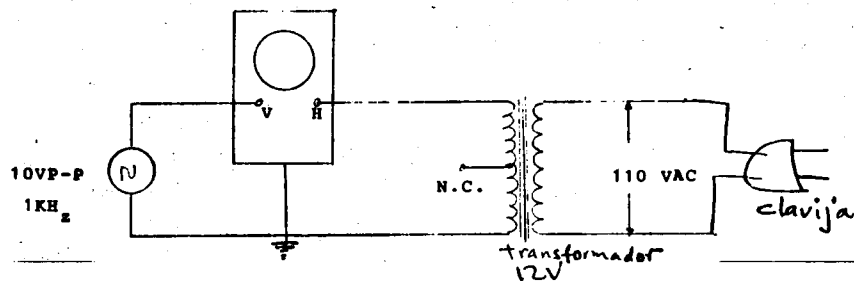 V
H
10VP-P
1KHz
N.C.
110 VAC
clavija
transformador
12V